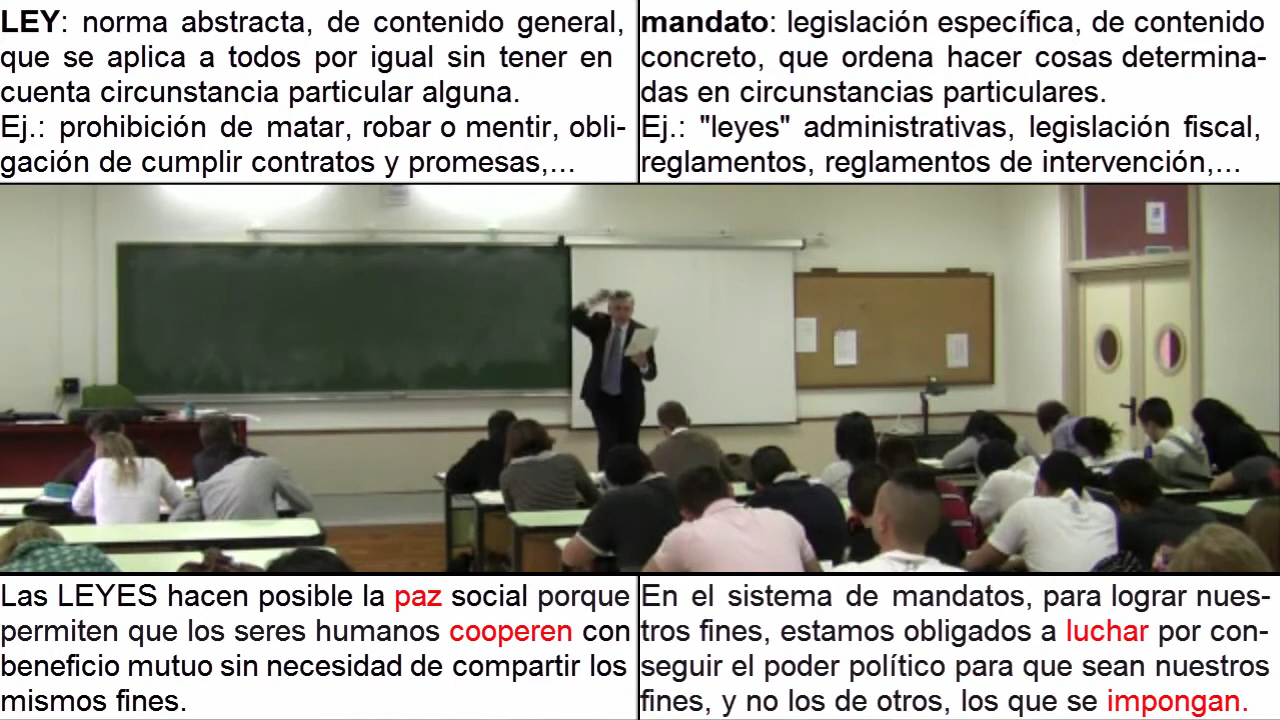 LEY: norma abstracta, de contenido general,
que se aplica a todos por igual sin tener en
cuenta circunstancia particular alguna.
Ej.: prohibición de matar, robar o mentir, obli-
gación de cumplir contratos y promesas,...
mandato: legislación específica, de contenido
concreto, que ordena hacer cosas determina-
das en circunstancias particulares.
Ej.: "leyes" administrativas, legislación fiscal,
reglamentos, reglamentos de intervención,...
Las LEYES hacen posible la paz social porque
permiten que los seres humanos cooperen con
beneficio mutuo sin necesidad de compartir los
mismos fines.
En el sistema de mandatos, para lograr nues-
tros fines, estamos obligados a luchar por con-
seguir el poder político para que sean nuestros
fines, y no los de otros, los que se impongan.